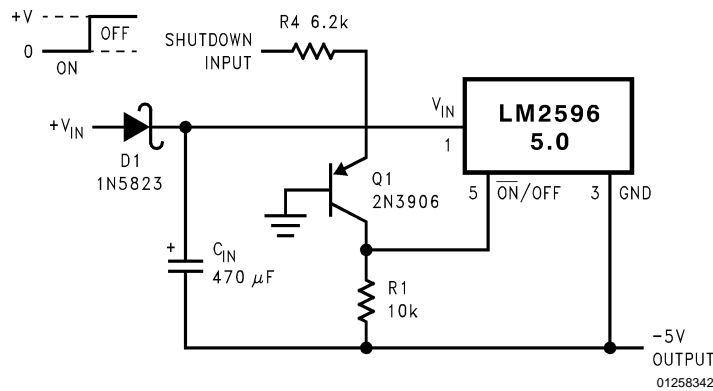 +V
OFF
0
ON
SHUTDOWN
INPUT
R4 6.2k
+VIN
D1
1N5823
VIN
1
LM2596
5.0
Q1
2N3906
5 ON/OFF
3 GND
+
CIN
470 μF
R1
10k
–5V
OUTPUT
01258342